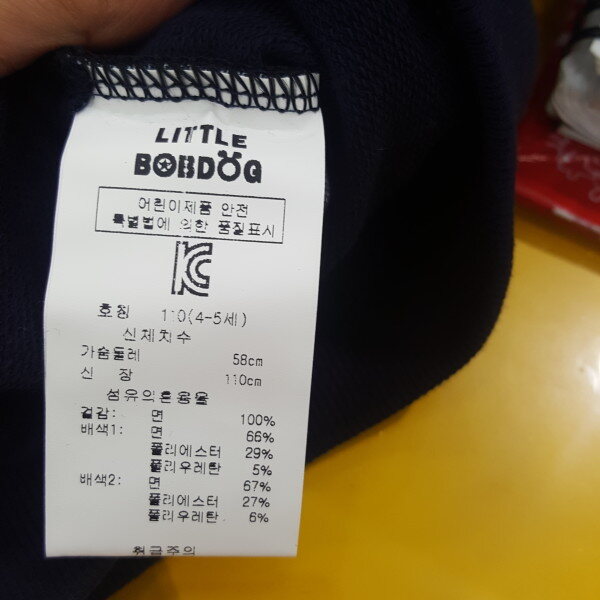 LITTLE
BOBDOG
어린이제품 안전
특별법에 의한 품질표시
KC
호칭 110(4-5세)
신체치수
가슴둘레 58cm
신 장 110cm
섬유의혼용율
겉감: 면 100%
배색1: 면 66%
폴리에스터 29%
폴리우레탄 5%
배색2: 면 67%
폴리에스터 27%
폴리우레탄 6%
취급주의